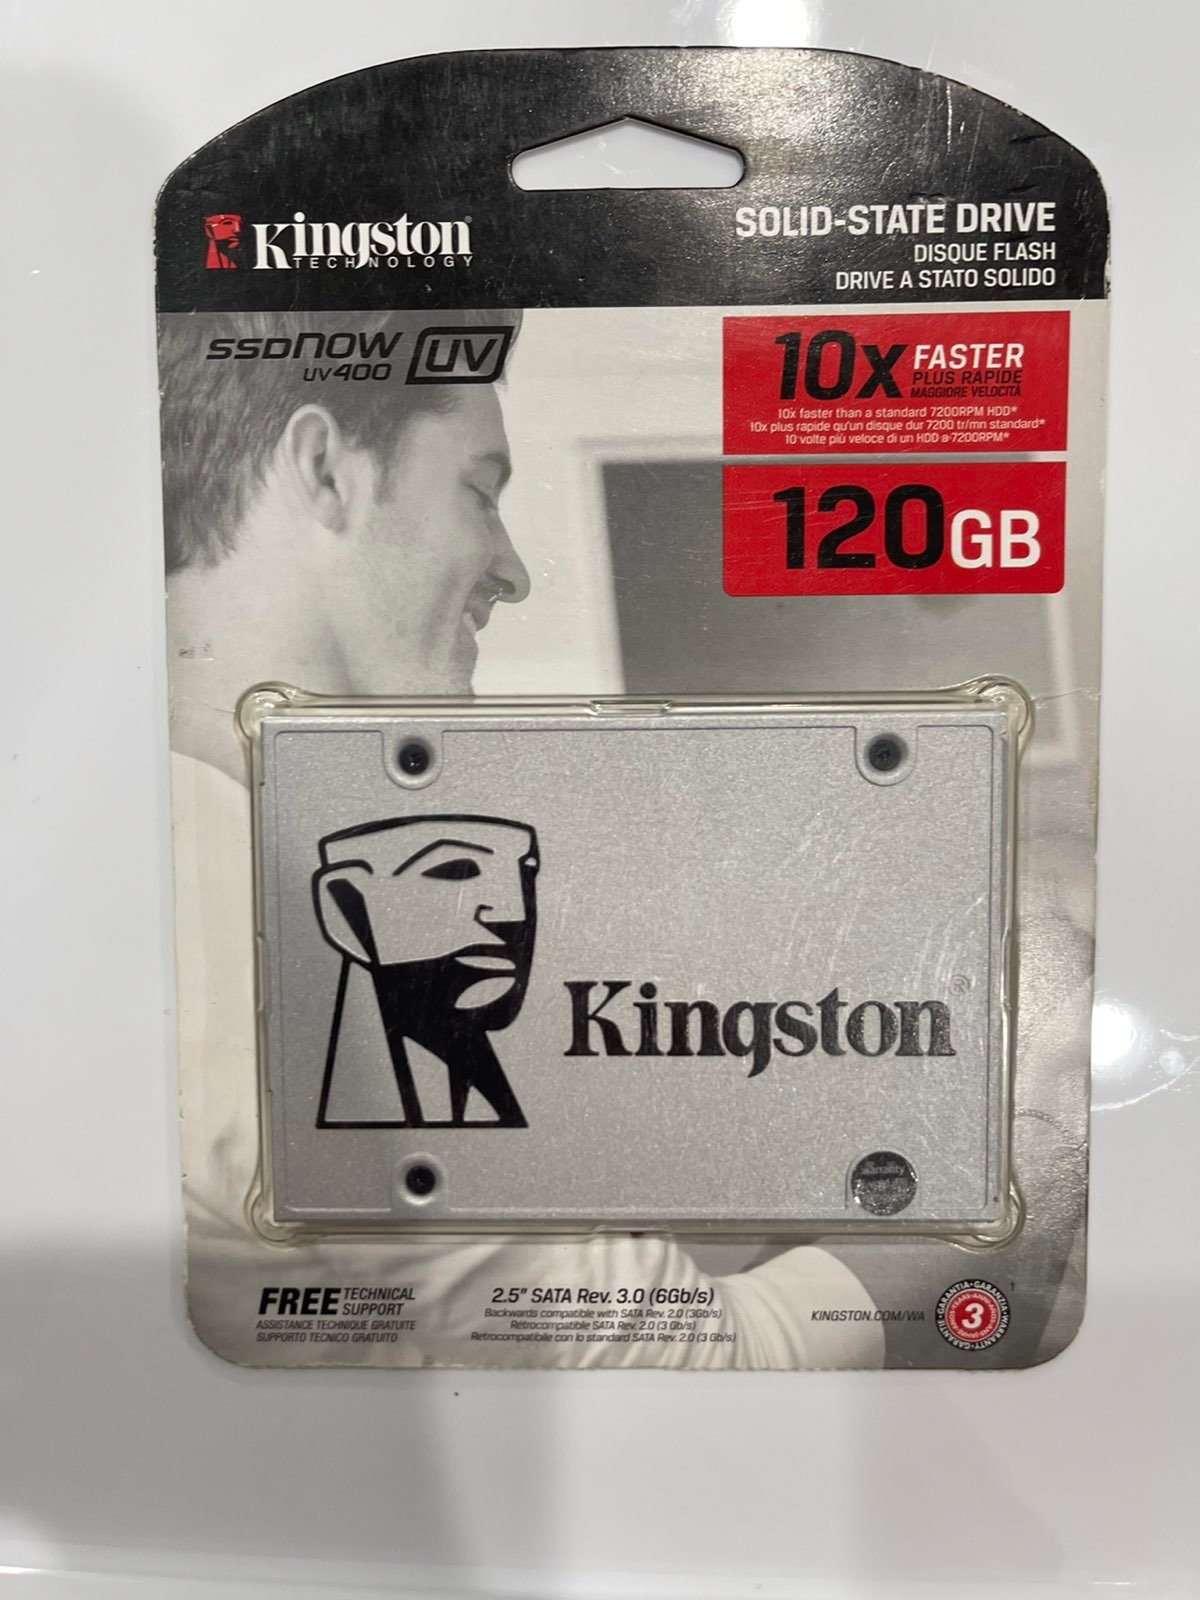 Kingston®
TECHNOLOGY
SOLID-STATE DRIVE
DISQUE FLASH
DRIVE A STATO SOLIDO
SSDNOW UV
UV400
10x FASTER
PLUS RAPIDE
MAGGIORE VELOCITÀ
10x faster than a standard 7200RPM HDD*
10x plus rapide qu'un disque dur 7200 tr/mn standard*
10 volte più veloce di un HDD a 7200RPM*
120GB
Kingston®
warranty
FREE TECHNICAL SUPPORT
ASSISTANCE TECHNIQUE GRATUITE
SUPPORTO TECNICO GRATUITO
2.5" SATA Rev. 3.0 (6Gb/s)
Backwards compatible with SATA Rev. 2.0 (3Gb/s)
Rétrocompatible SATA Rev. 2.0 (3 Gb/s)
Retrocompatibile con lo standard SATA Rev. 2.0 (3 Gb/s)
KINGSTON.COM/WA
3
†